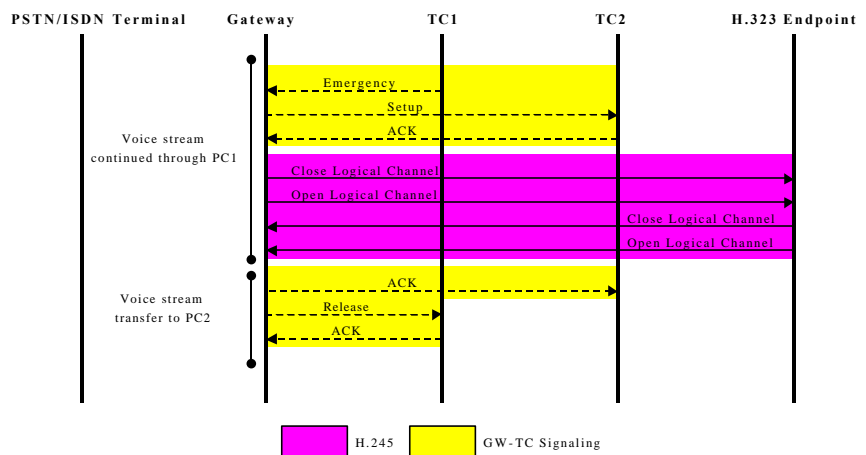 PSTN/ISDN Terminal Gateway TC1 TC2 H.323 Endpoint
Emergency
Setup
ACK
Voice stream
continued through PC1
Close Logical Channel
Open Logical Channel
Close Logical Channel
Open Logical Channel
ACK
Voice stream
transfer to PC2
Release
ACK
H.245 GW-TC Signaling